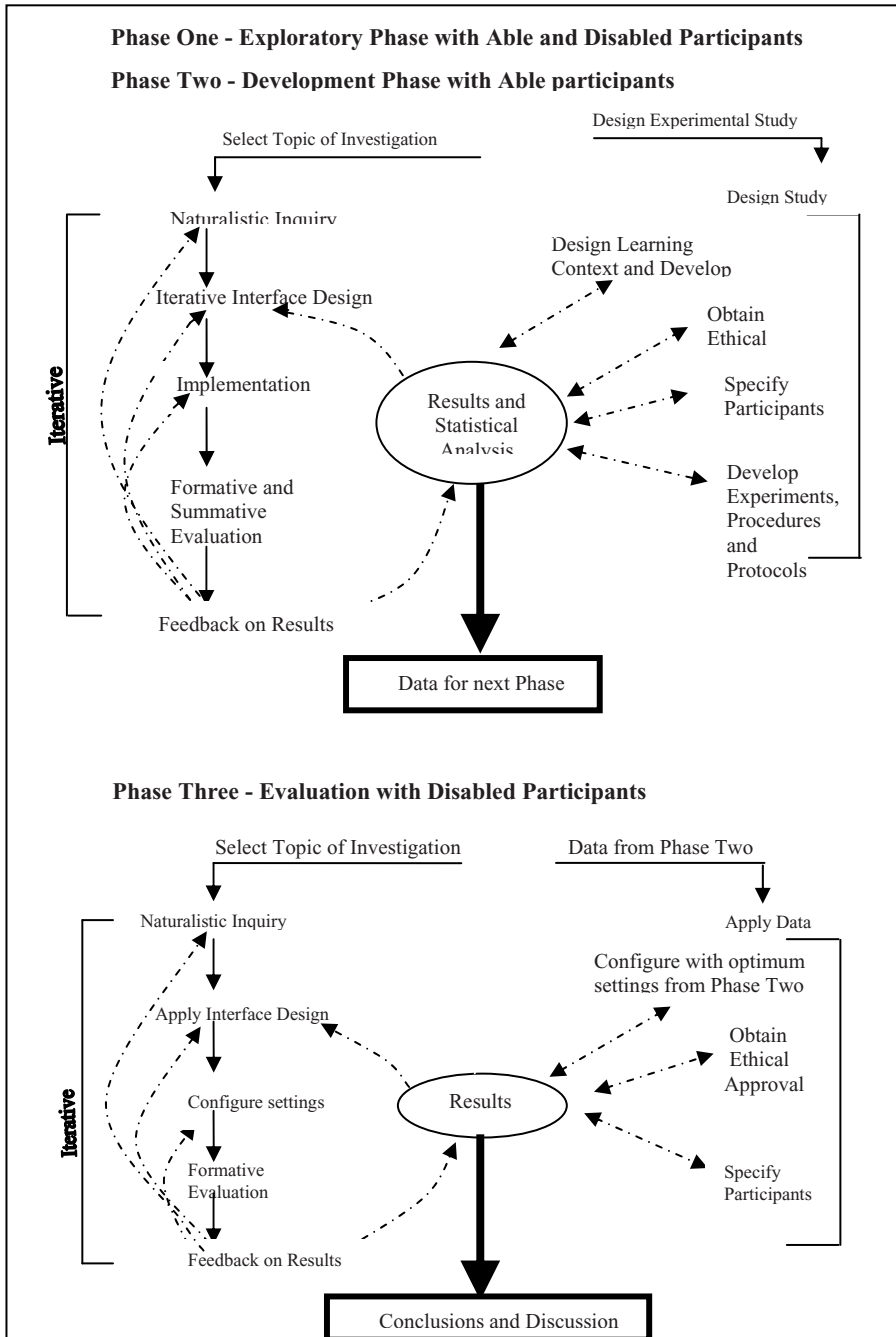 Phase One - Exploratory Phase with Able and Disabled Participants
Phase Two - Development Phase with Able participants
Select Topic of Investigation
Design Experimental Study
Design Study
Naturalistic Inquiry
Iterative Interface Design
Implementation
Formative and
Summative
Evaluation
Feedback on Results
Iterative
Results and
Statistical
Analysis
Design Learning
Context and Develop
Obtain
Ethical
Specify
Participants
Develop
Experiments,
Procedures
and
Protocols
Data for next Phase
Phase Three - Evaluation with Disabled Participants
Select Topic of Investigation
Data from Phase Two
Naturalistic Inquiry
Apply Interface Design
Configure settings
Formative
Evaluation
Feedback on Results
Iterative
Results
Apply Data
Configure with optimum
settings from Phase Two
Obtain
Ethical
Approval
Specify
Participants
Conclusions and Discussion